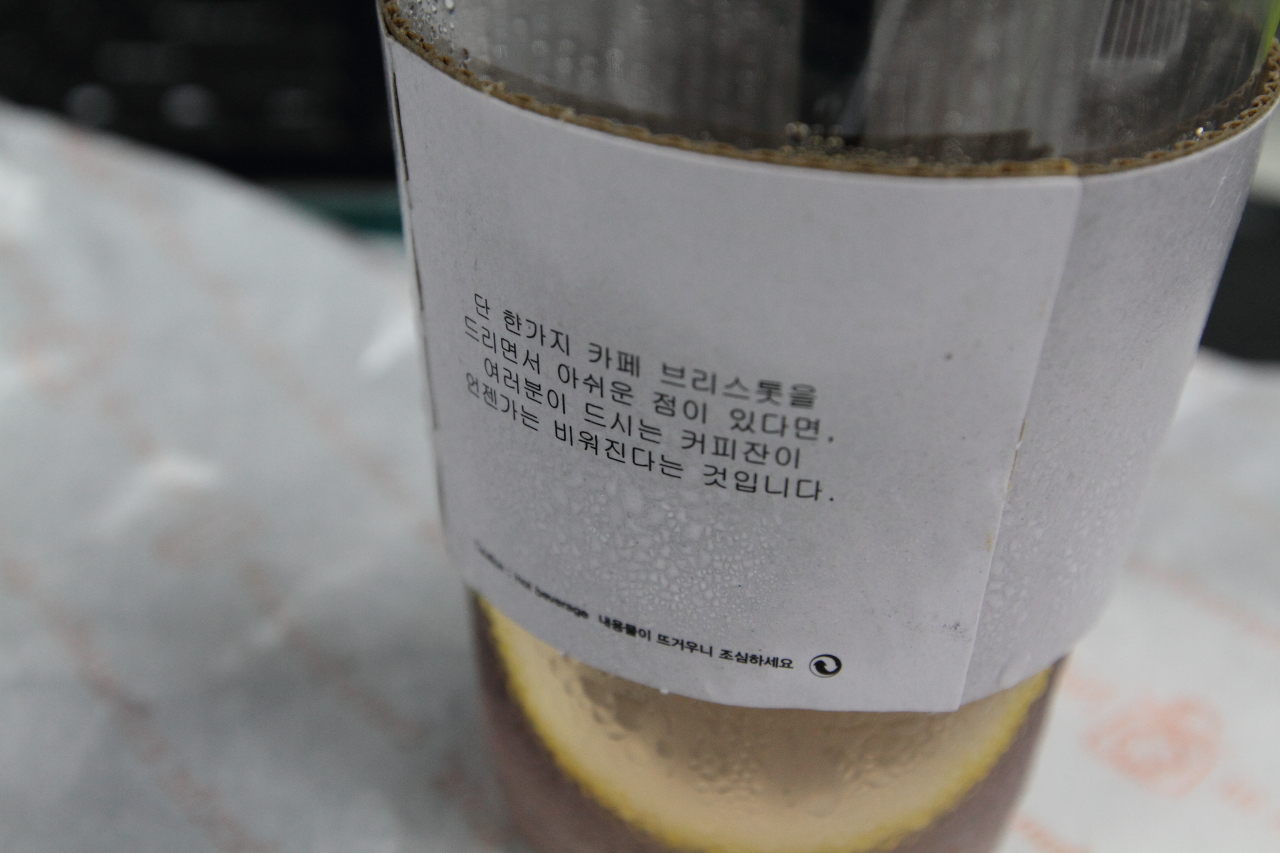 단 한가지 카페 브리스톳을
드리면서 아쉬운 점이 있다면.
여러분이 드시는 커피잔이
언젠가는 비워진다는 것입니다.
: Hot beverage 내용물이 뜨거우니 조심하세요